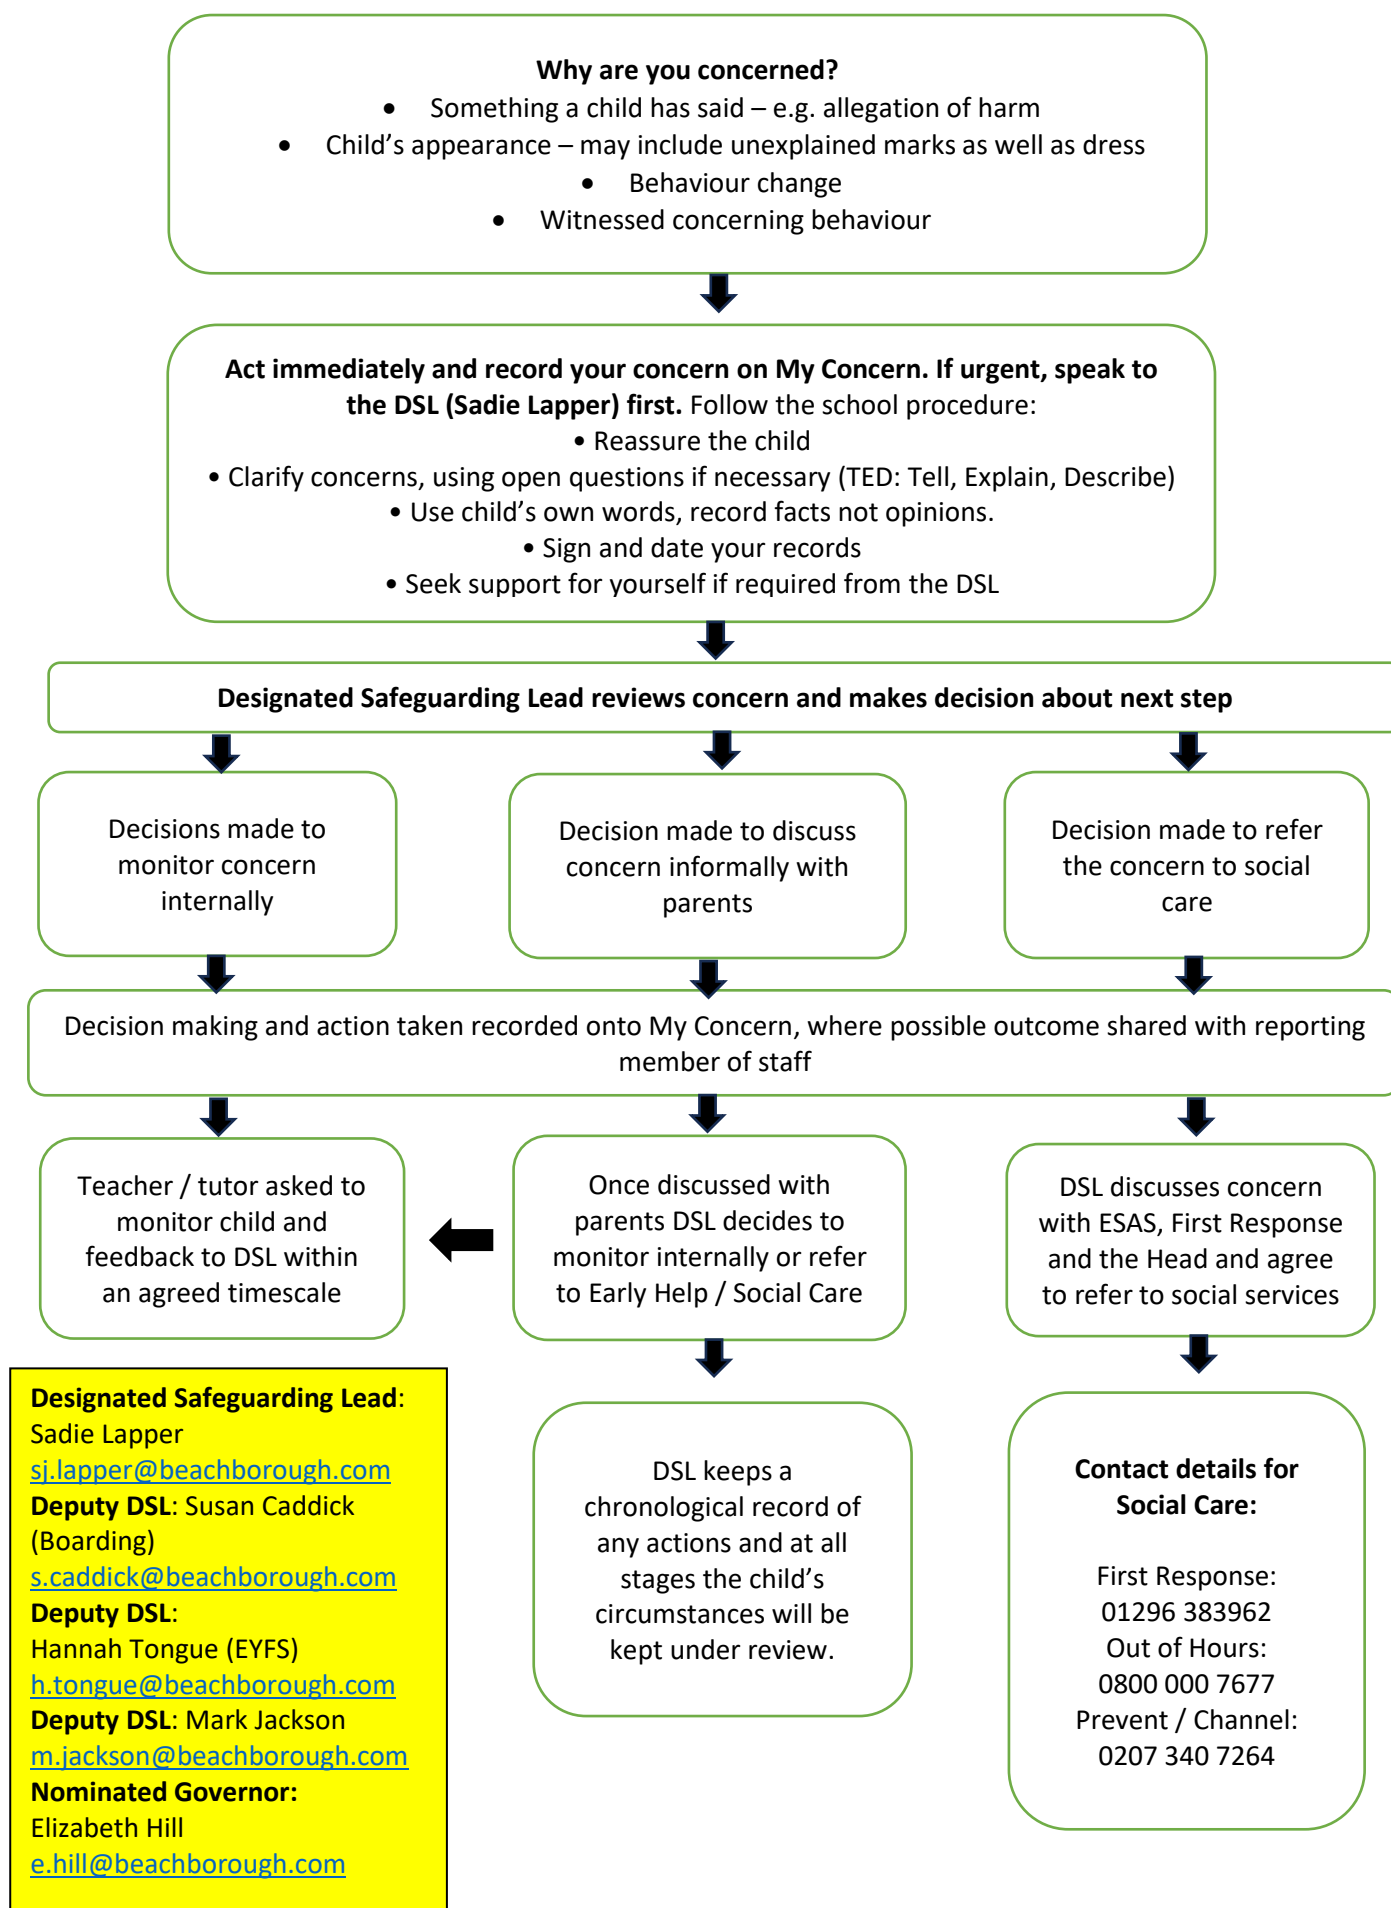 Why are you concerned?
• Something a child has said – e.g. allegation of harm
• Child’s appearance – may include unexplained marks as well as dress
• Behaviour change
• Witnessed concerning behaviour
Act immediately and record your concern on My Concern. If urgent, speak to
the DSL (Sadie Lapper) first. Follow the school procedure:
• Reassure the child
• Clarify concerns, using open questions if necessary (TED: Tell, Explain, Describe)
• Use child’s own words, record facts not opinions.
• Sign and date your records
• Seek support for yourself if required from the DSL
Designated Safeguarding Lead reviews concern and makes decision about next step
Decisions made to
monitor concern
internally
Decision made to discuss
concern informally with
parents
Decision made to refer
the concern to social
care
Decision making and action taken recorded onto My Concern, where possible outcome shared with reporting
member of staff
Teacher / tutor asked to
monitor child and
feedback to DSL within
an agreed timescale
Once discussed with
parents DSL decides to
monitor internally or refer
to Early Help / Social Care
DSL discusses concern
with ESAS, First Response
and the Head and agree
to refer to social services
Designated Safeguarding Lead:
Sadie Lapper
sj.lapper@beachborough.com
Deputy DSL: Susan Caddick
(Boarding)
s.caddick@beachborough.com
Deputy DSL:
Hannah Tongue (EYFS)
h.tongue@beachborough.com
Deputy DSL: Mark Jackson
m.jackson@beachborough.com
Nominated Governor:
Elizabeth Hill
e.hill@beachborough.com
DSL keeps a
chronological record of
any actions and at all
stages the child’s
circumstances will be
kept under review.
Contact details for
Social Care:
First Response:
01296 383962
Out of Hours:
0800 000 7677
Prevent / Channel:
0207 340 7264